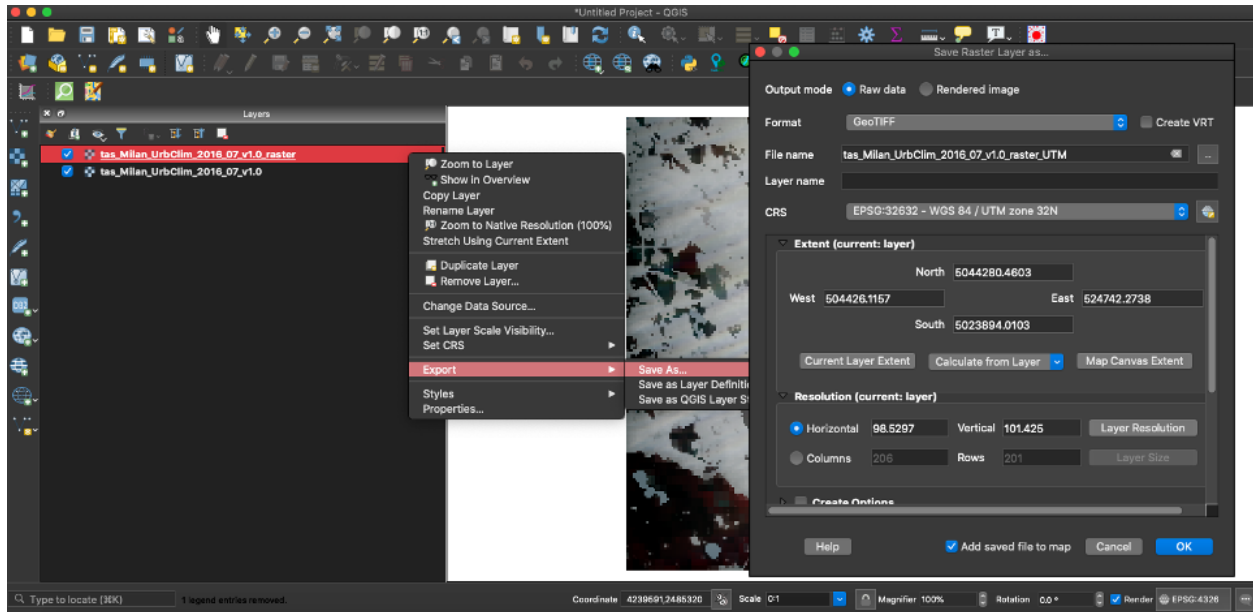 *Untitled Project - QGIS
Save Raster Layer as...
Output mode Raw data Rendered image
Format GeoTIFF Create VRT
File name tas_Milan_UrbClim_2016_07_v1.0_raster_UTM ...
Layer name
CRS EPSG:32632 - WGS 84 / UTM zone 32N
Extent (current: layer)
North 5044280.4603
West 504426.1157 East 524742.2738
South 5023894.0103
Current Layer Extent Calculate from Layer Map Canvas Extent
Resolution (current: layer)
Horizontal 98.5297 Vertical 101.425 Layer Resolution
Columns 206 Rows 201 Layer Size
Create Options
Help Add saved file to map Cancel OK
Layers
tas_Milan_UrbClim_2016_07_v1.0_raster
tas_Milan_UrbClim_2016_07_v1.0
Zoom to Layer
Show in Overview
Copy Layer
Rename Layer
Zoom to Native Resolution (100%)
Stretch Using Current Extent
Duplicate Layer
Remove Layer...
Change Data Source...
Set Layer Scale Visibility...
Set CRS
Export
Styles
Properties...
Save As...
Save as Layer Definiti
Save as QGIS Layer S
Type to locate (⌘K) 1 legend entries removed. Coordinate 4239691,2485320 Scale 0:1 Magnifier 100% Rotation 0.0 ° Render EPSG:4326